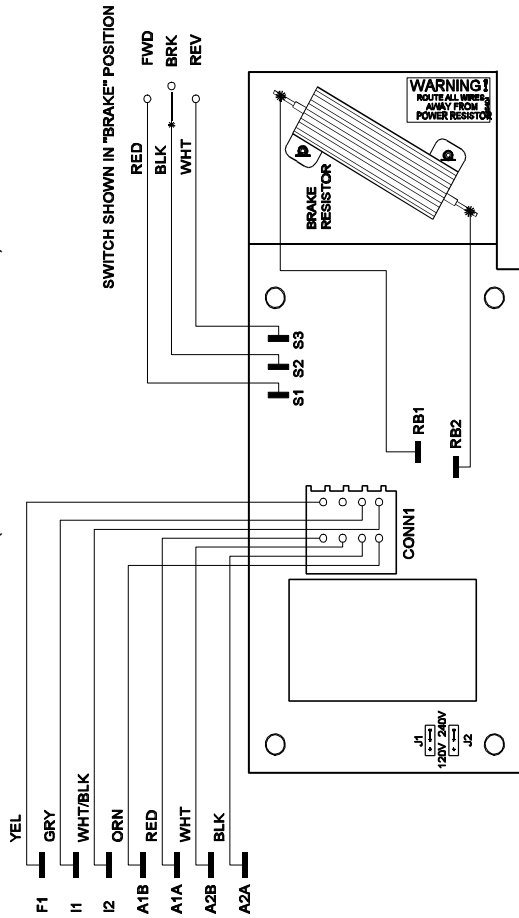 SWITCH SHOWN IN "BRAKE" POSITION
FWD
BRK
REV
RED
BLK
WHT
WARNING!
ROUTE ALL WIRES
AWAY FROM
POWER RESISTOR
BRAKE
RESISTOR
S1
S2
S3
RB1
RB2
CONN1
J1
120V 240V
J2
YEL
GRY
WHT/BLK
ORN
RED
WHT
BLK
F1
I1
I2
A1B
A1A
A2B
A2A